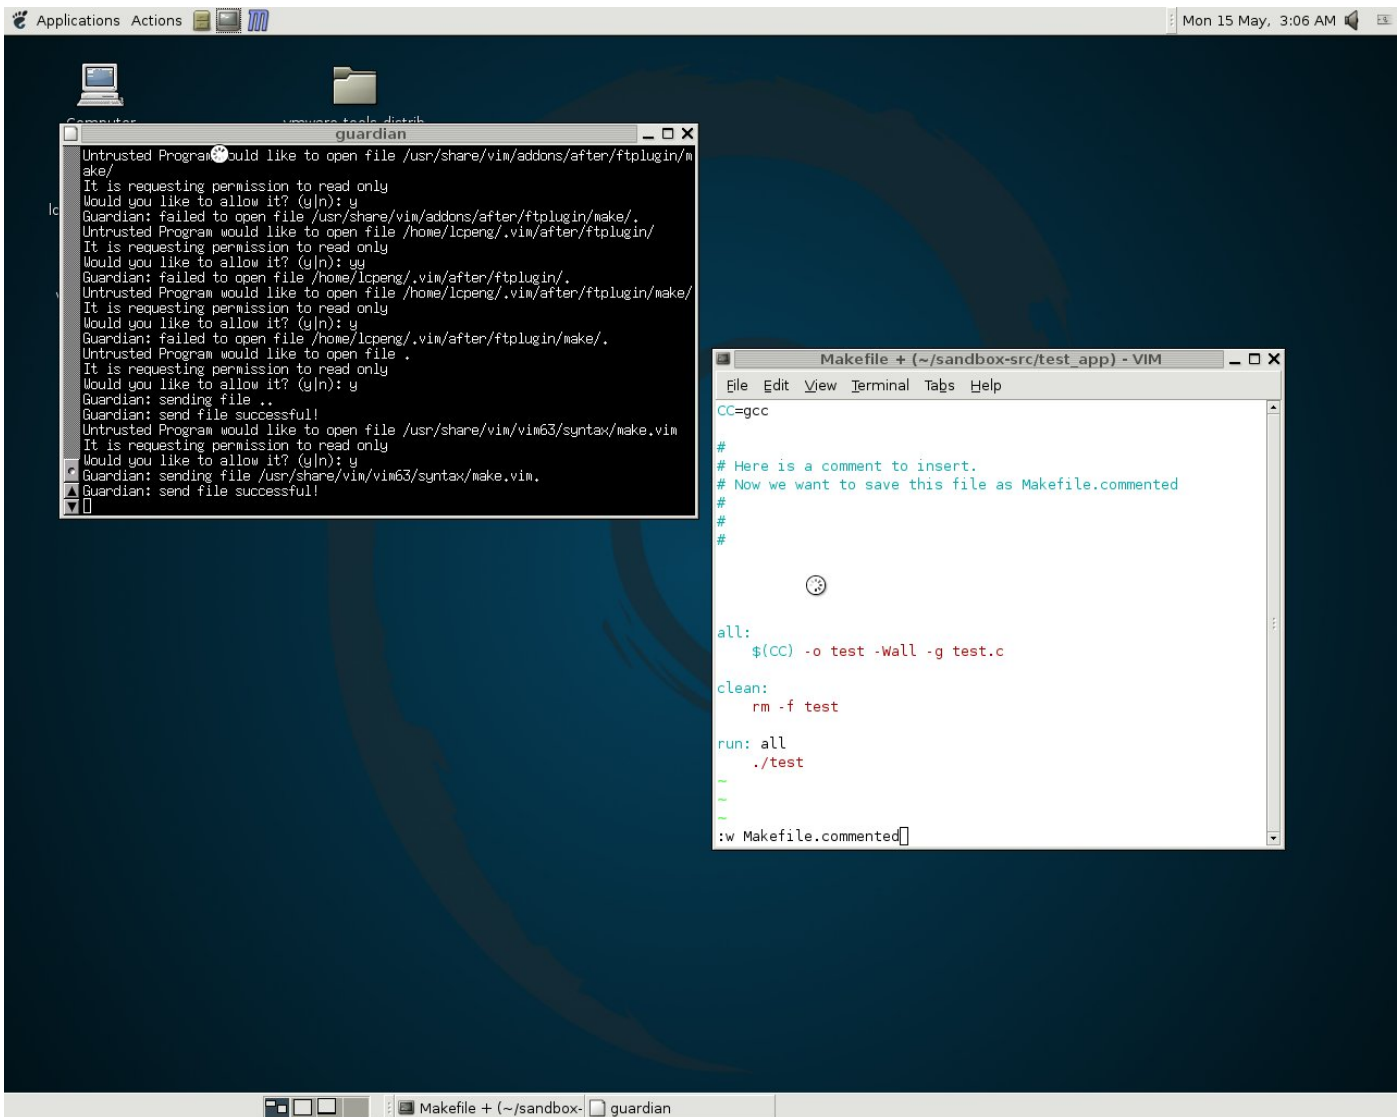 Applications Actions
Mon 15 May, 3:06 AM
Computer
vmware-tools-distrib
guardian
Untrusted Program would like to open file /usr/share/vim/addons/after/ftplugin/m
ake/
It is requesting permission to read only
Would you like to allow it? (y|n): y
Guardian: failed to open file /usr/share/vim/addons/after/ftplugin/make/.
Untrusted Program would like to open file /home/lcpeng/.vim/after/ftplugin/
It is requesting permission to read only
Would you like to allow it? (y|n): yy
Guardian: failed to open file /home/lcpeng/.vim/after/ftplugin/.
Untrusted Program would like to open file /home/lcpeng/.vim/after/ftplugin/make/
It is requesting permission to read only
Would you like to allow it? (y|n): y
Guardian: failed to open file /home/lcpeng/.vim/after/ftplugin/make/.
Untrusted Program would like to open file .
It is requesting permission to read only
Would you like to allow it? (y|n): y
Guardian: sending file ..
Guardian: send file successful!
Untrusted Program would like to open file /usr/share/vim/vim63/syntax/make.vim
It is requesting permission to read only
Would you like to allow it? (y|n): y
Guardian: sending file /usr/share/vim/vim63/syntax/make.vim.
Guardian: send file successful!
Makefile + (~/sandbox-src/test_app) - VIM
File Edit View Terminal Tabs Help
CC=gcc
#
# Here is a comment to insert.
# Now we want to save this file as Makefile.commented
#
#
#
all:
$(CC) -o test -Wall -g test.c
clean:
rm -f test
run: all
./test
~
~
~
:w Makefile.commented
Makefile + (~/sandbox-
guardian